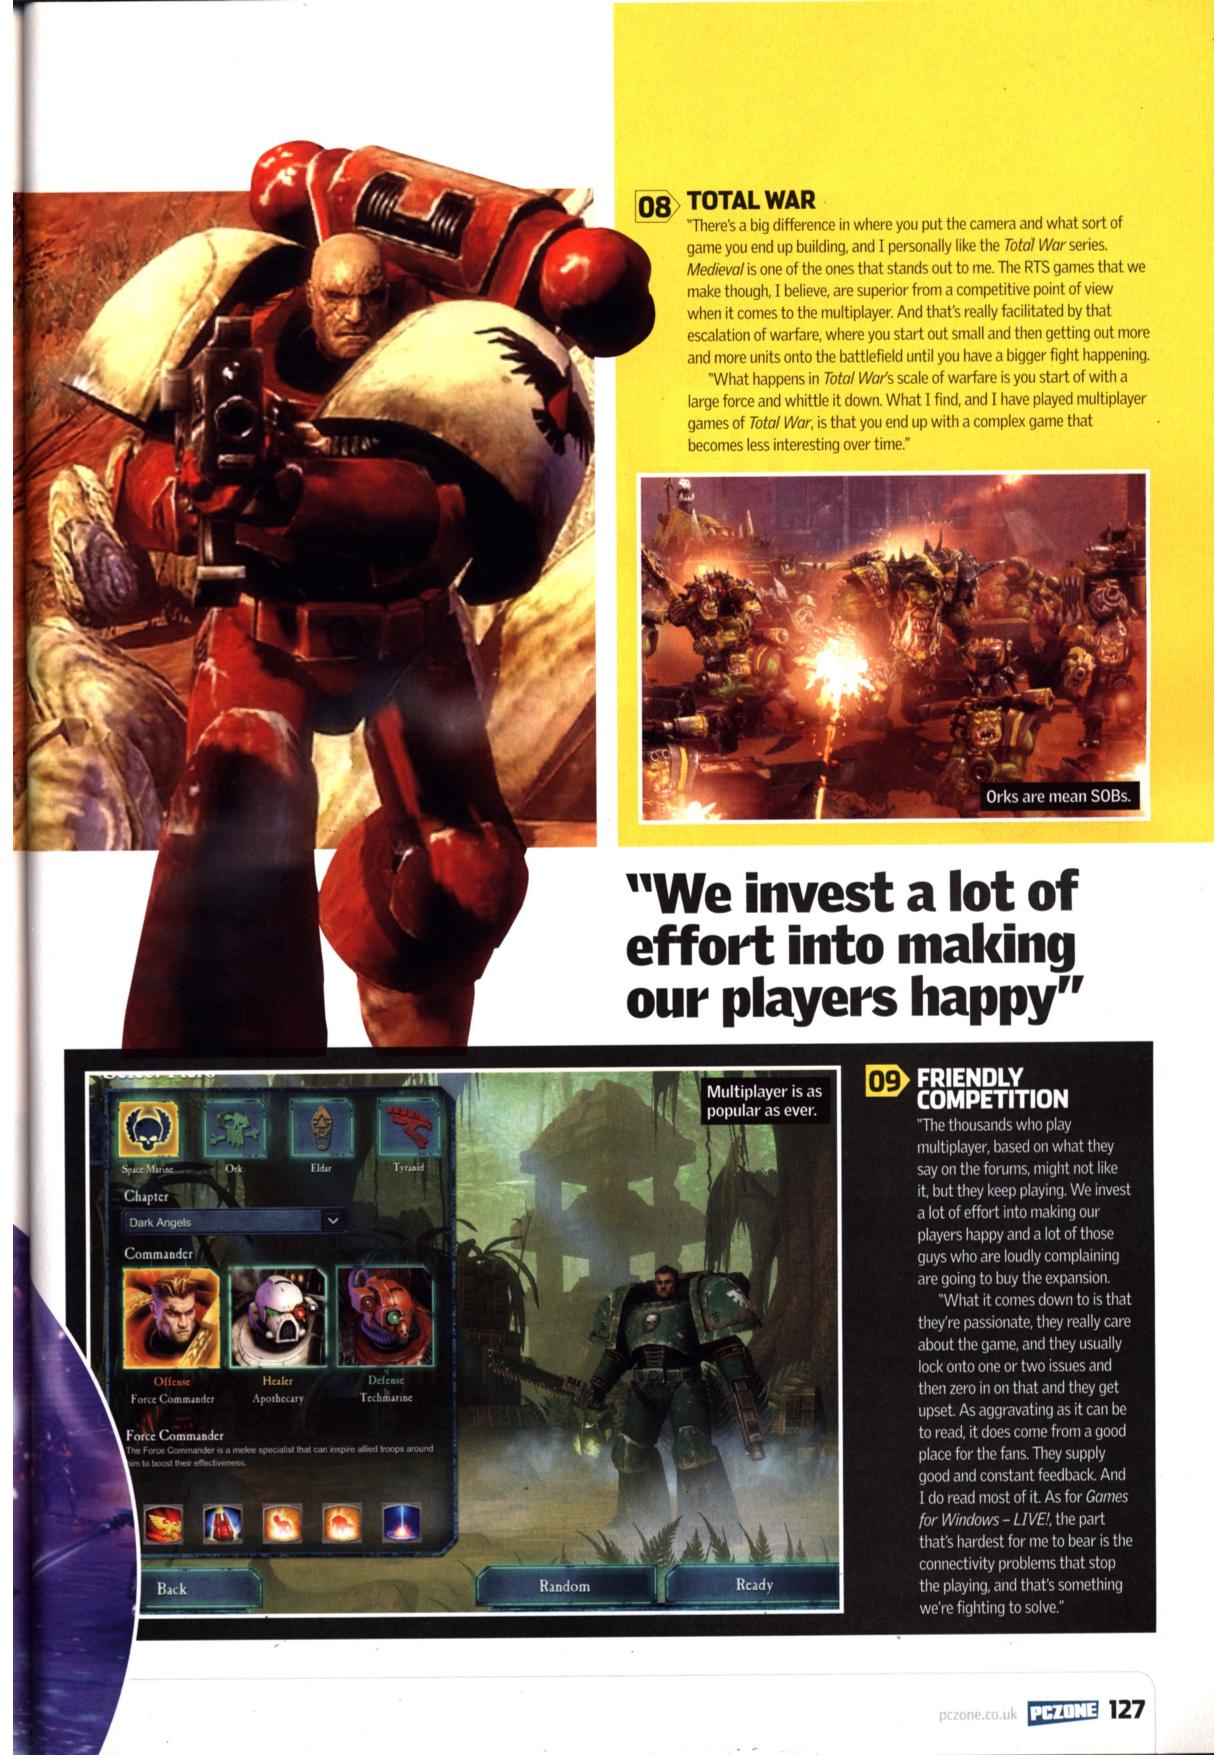 08 TOTAL WAR
"There's a big difference in where you put the camera and what sort of
game you end up building, and I personally like the Total War series.
Medieval is one of the ones that stands out to me. The RTS games that we
make though, I believe, are superior from a competitive point of view
when it comes to the multiplayer. And that's really facilitated by that
escalation of warfare, where you start out small and then getting out more
and more units onto the battlefield until you have a bigger fight happening.
"What happens in Total War's scale of warfare is you start of with a
large force and whittle it down. What I find, and I have played multiplayer
games of Total War, is that you end up with a complex game that
becomes less interesting over time."
Orks are mean SOBs.
"We invest a lot of
effort into making
our players happy"
Multiplayer is as
popular as ever.
Space Marine
Ork
Eldar
Tyranid
Chapter
Dark Angels
Commander
Offense
Healer
Defense
Force Commander
Apothecary
Techmarine
Force Commander
The Force Commander is a melee specialist that can inspire allied troops around
him to boost their effectiveness.
Back
Random
Ready
09 FRIENDLY
COMPETITION
"The thousands who play
multiplayer, based on what they
say on the forums, might not like
it, but they keep playing. We invest
a lot of effort into making our
players happy and a lot of those
guys who are loudly complaining
are going to buy the expansion.
"What it comes down to is that
they're passionate, they really care
about the game, and they usually
lock onto one or two issues and
then zero in on that and they get
upset. As aggravating as it can be
to read, it does come from a good
place for the fans. They supply
good and constant feedback. And
I do read most of it. As for Games
for Windows – LIVE!, the part
that's hardest for me to bear is the
connectivity problems that stop
the playing, and that's something
we're fighting to solve."
pczone.co.uk PCZONE 127